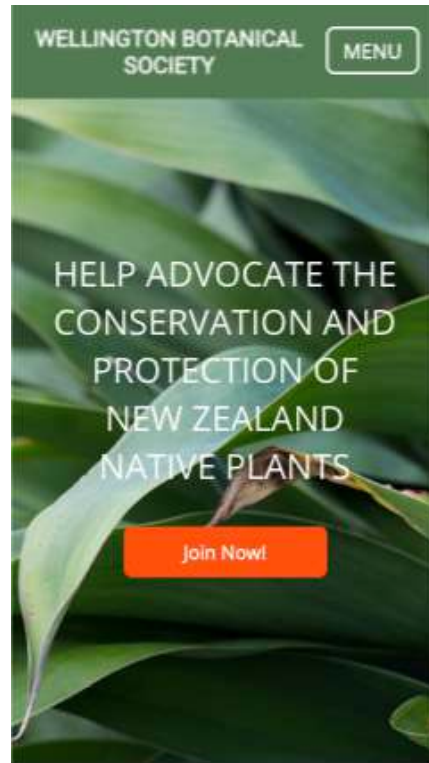 WELLINGTON BOTANICAL
SOCIETY
MENU
HELP ADVOCATE THE
CONSERVATION AND
PROTECTION OF
NEW ZEALAND
NATIVE PLANTS
Join Now!